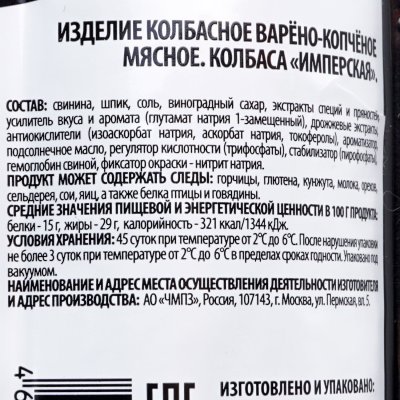 ИЗДЕЛИЕ КОЛБАСНОЕ ВАРЁНО-КОПЧЁНОЕ
МЯСНОЕ. КОЛБАСА «ИМПЕРСКАЯ».
СОСТАВ: свинина, шпик, соль, виноградный сахар, экстракты специй и пряностей,
усилитель вкуса и аромата (глутамат натрия 1-замещенный), дрожжевые экстракты,
антиокислители (изоаскорбат натрия, аскорбат натрия, токоферолы), ароматизатор,
подсолнечное масло, регулятор кислотности (трифосфаты), стабилизатор (пирофосфаты),
гемоглобин свиной, фиксатор окраски - нитрит натрия.
ПРОДУКТ МОЖЕТ СОДЕРЖАТЬ СЛЕДЫ: горчицы, глютена, кунжута, молока, орехов,
сельдерея, сои, яиц, а также белка птицы и говядины.
СРЕДНИЕ ЗНАЧЕНИЯ ПИЩЕВОЙ И ЭНЕРГЕТИЧЕСКОЙ ЦЕННОСТИ В 100 Г ПРОДУКТА:
белки - 15 г, жиры - 29 г, калорийность - 321 ккал/1344 кДж.
УСЛОВИЯ ХРАНЕНИЯ: 45 суток при температуре от 2°С до 6°С. После нарушения упаковки
не более 3 суток при температуре от 2°С до 6°С в пределах срока годности. Упаковано под
вакуумом.
НАИМЕНОВАНИЕ И АДРЕС МЕСТА ОСУЩЕСТВЛЕНИЯ ДЕЯТЕЛЬНОСТИ ИЗГОТОВИТЕЛЯ
И АДРЕС ПРОИЗВОДСТВА: АО «ЧМПЗ», Россия, 107143, г. Москва, ул. Пермская, вл. 5.
ИЗГОТОВЛЕНО И УПАКОВАНО:
4 6